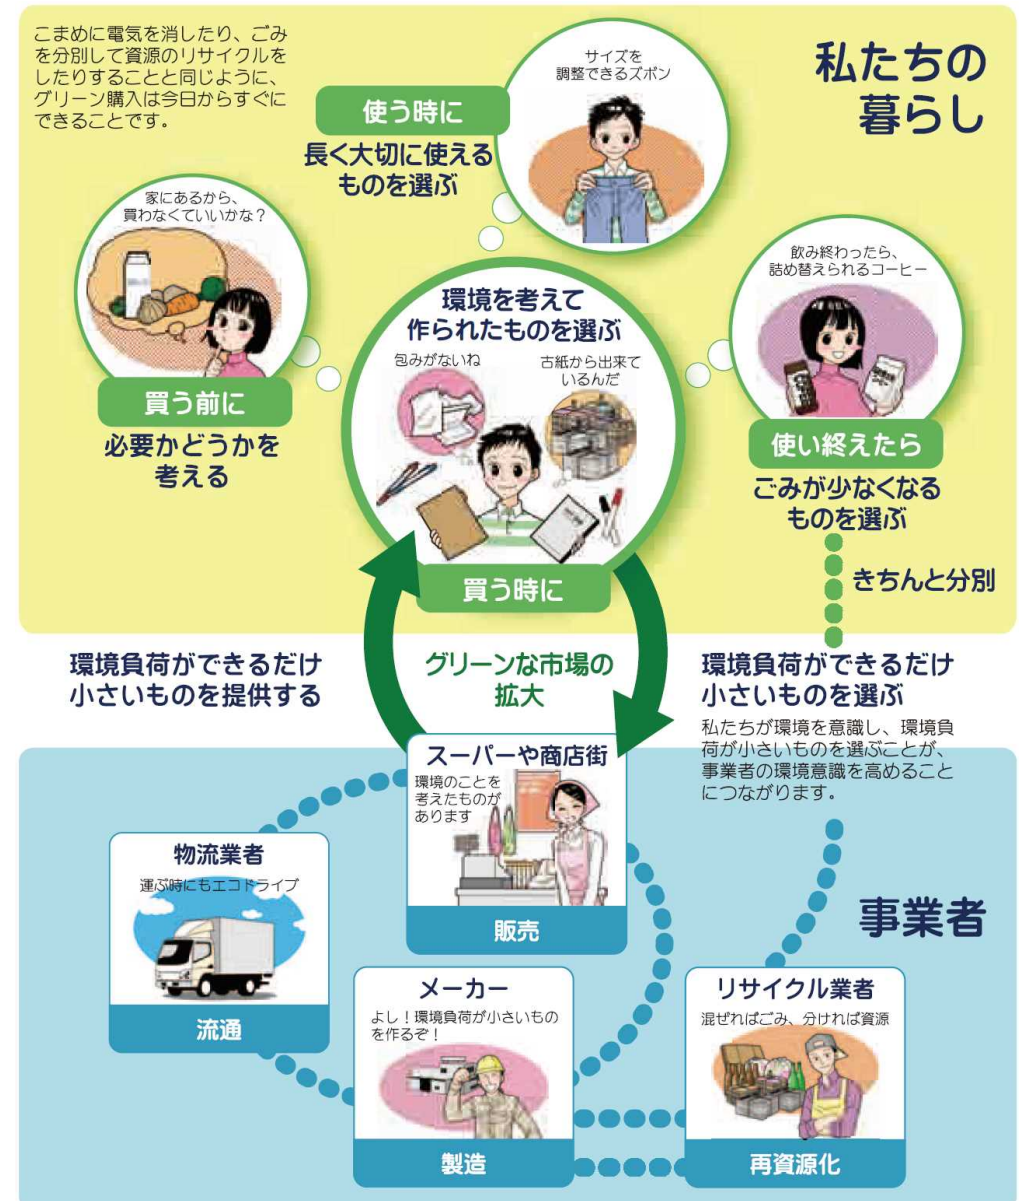 こまめに電気を消したり、ごみ
を分別して資源のリサイクルを
したりすることと同じように、
グリーン購入は今日からすぐに
できることです。
私たちの
暮らし
サイズを
調整できるズボン
使う時に
長く大切に使える
ものを選ぶ
家にあるから、
買わなくていいかな？
買う前に
必要かどうかを
考える
環境を考えて
作られたものを選ぶ
包みがないね
古紙から出来て
いるんだ
買う時に
飲み終わったら、
詰め替えられるコーヒー
使い終えたら
ごみが少なくなる
ものを選ぶ
きちんと分別
環境負荷ができるだけ
小さいものを提供する
グリーンな市場の
拡大
環境負荷ができるだけ
小さいものを選ぶ
私たちが環境を意識し、環境負
荷が小さいものを選ぶことが、
事業者の環境意識を高めること
につながります。
スーパーや商店街
環境のことを
考えたものが
あります
販売
事業者
物流業者
運ぶ時にもエコドライブ
流通
メーカー
よし！環境負荷が小さいもの
を作るぞ！
製造
リサイクル業者
混ぜればごみ、分ければ資源
再資源化